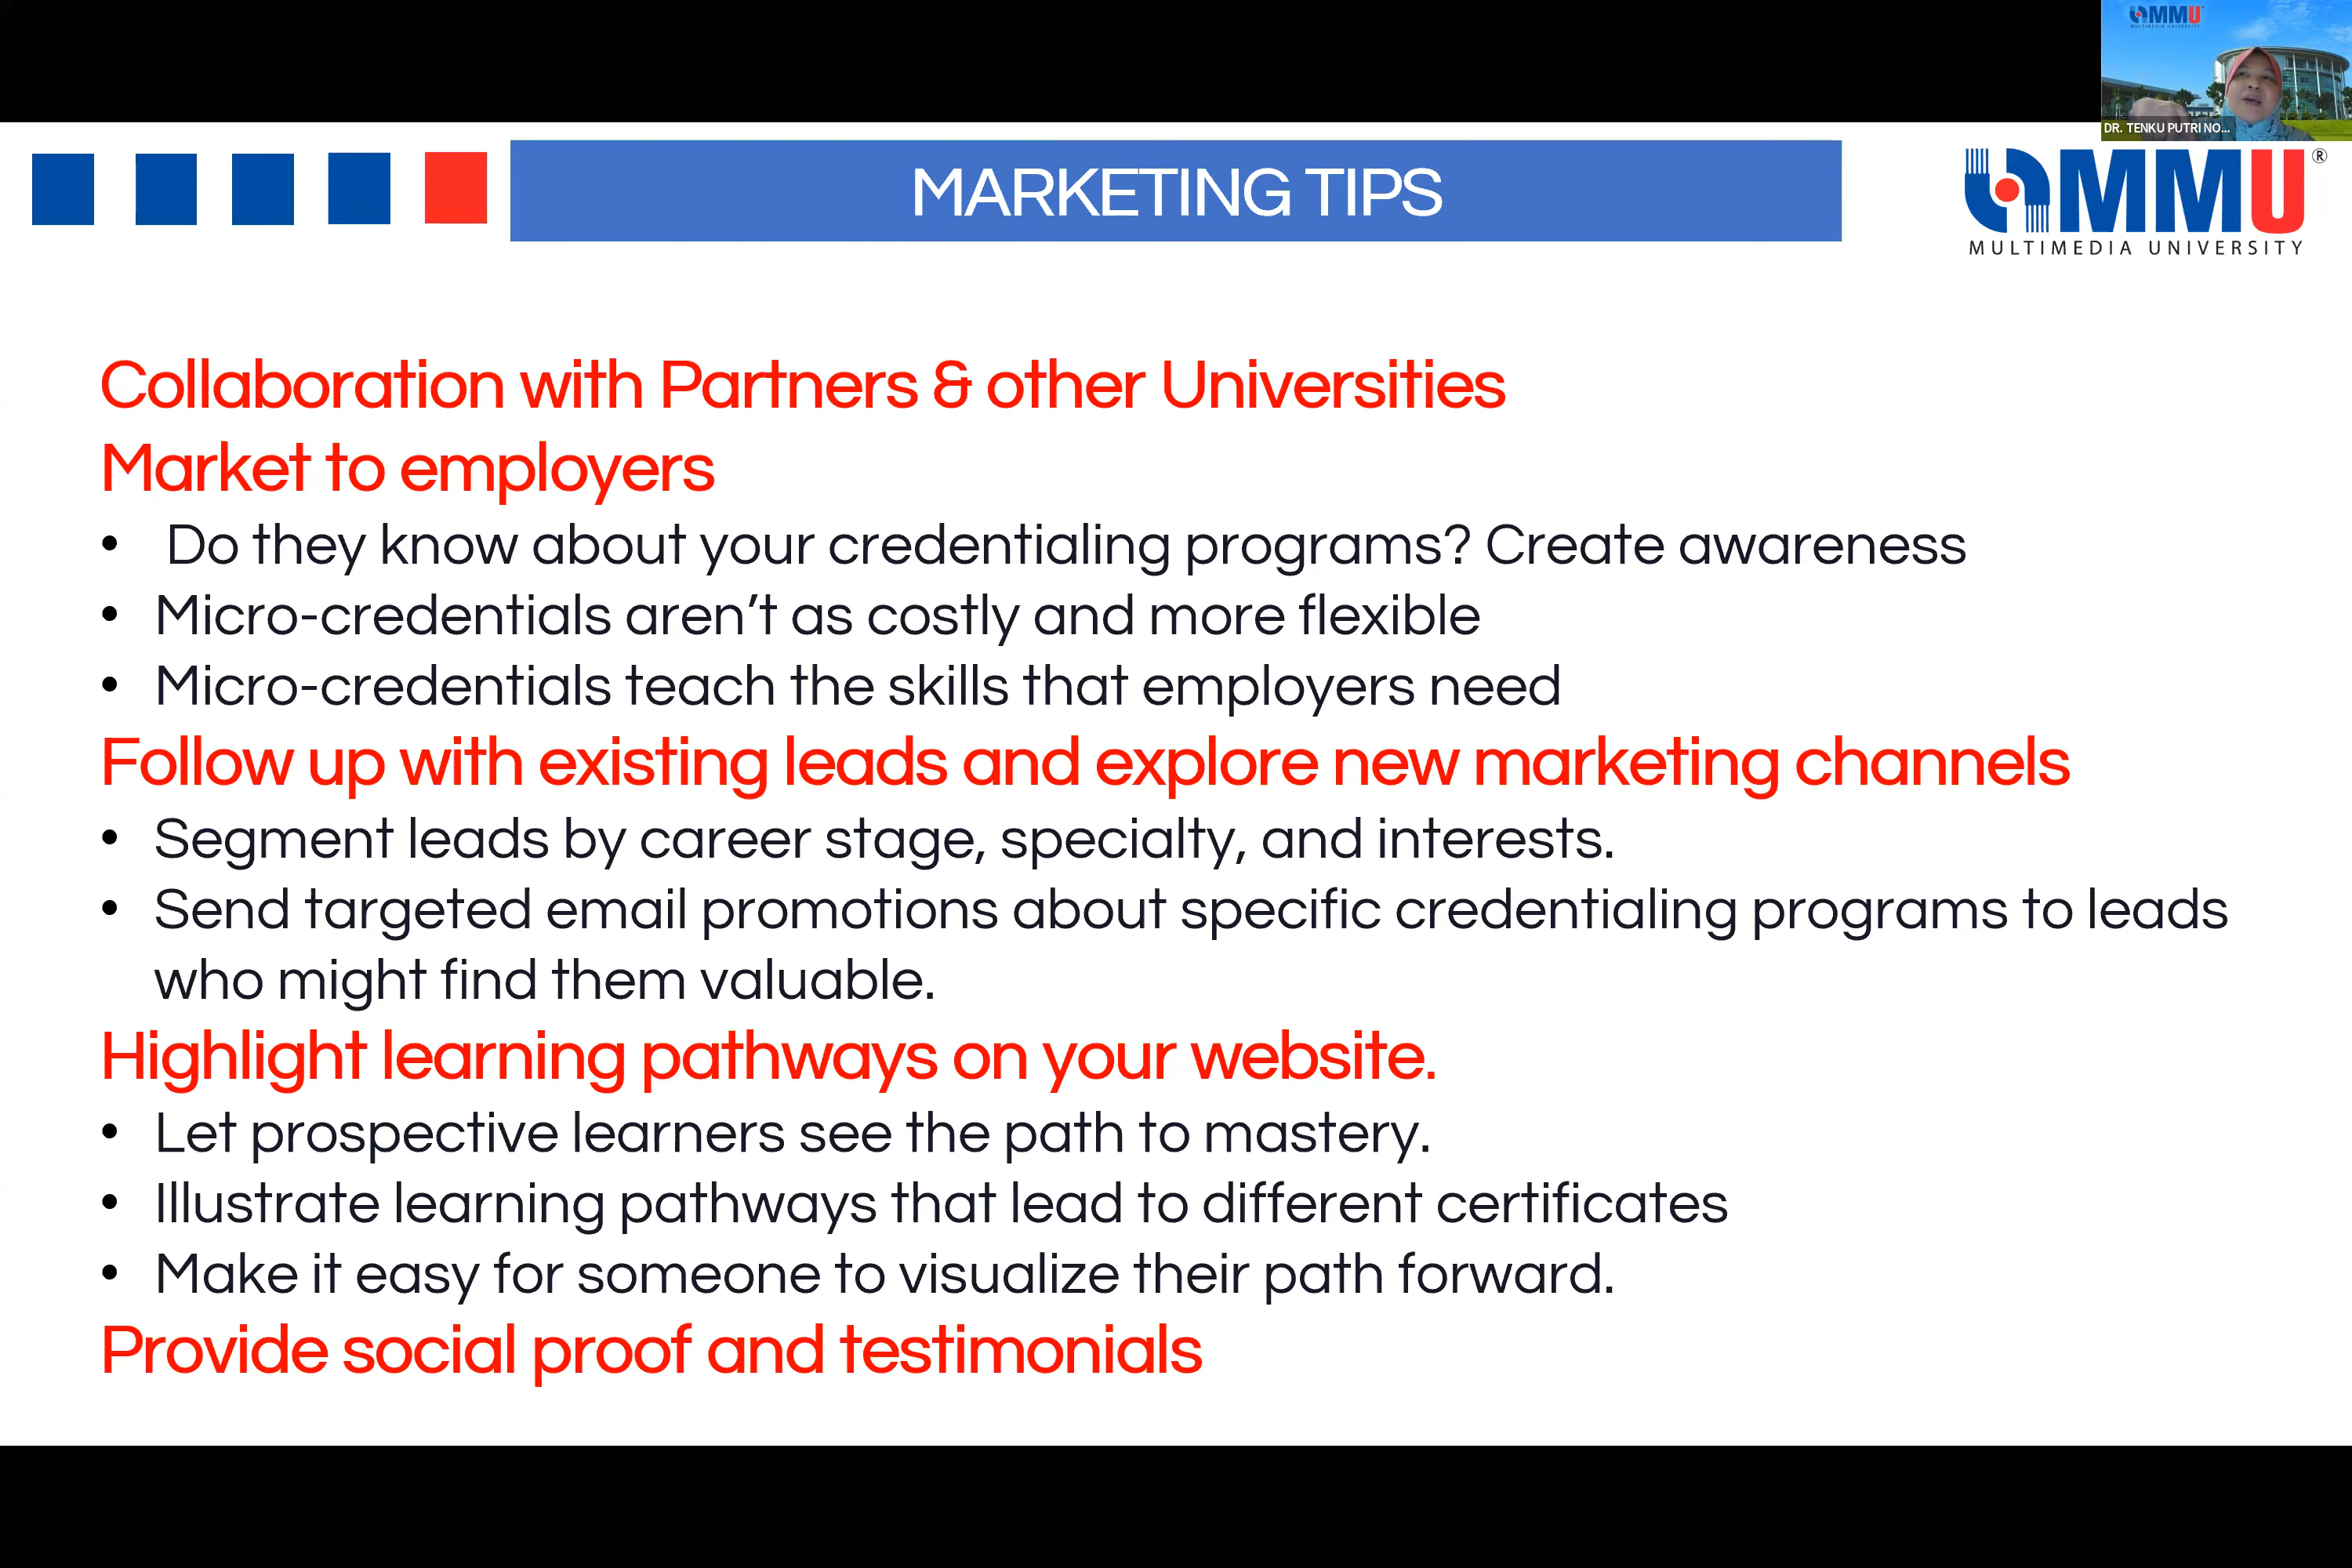 MMU
DR. TENKU PUTRI NO...
MARKETING TIPS
MMU®
MULTIMEDIA UNIVERSITY
Collaboration with Partners & other Universities
Market to employers
• Do they know about your credentialing programs? Create awareness
• Micro-credentials aren’t as costly and more flexible
• Micro-credentials teach the skills that employers need
Follow up with existing leads and explore new marketing channels
• Segment leads by career stage, specialty, and interests.
• Send targeted email promotions about specific credentialing programs to leads
who might find them valuable.
Highlight learning pathways on your website.
• Let prospective learners see the path to mastery.
• Illustrate learning pathways that lead to different certificates
• Make it easy for someone to visualize their path forward.
Provide social proof and testimonials